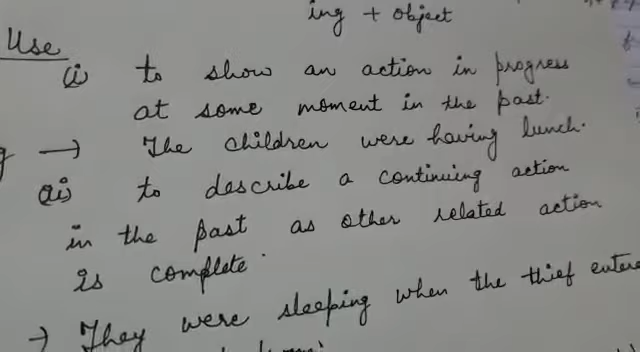 ing + object
Use
(i) to show an action in progress
at some moment in the past.
g → The children were having lunch.
(ii) to describe a continuing action
in the past as other related action
is complete.
→ They were sleeping when the thief entere